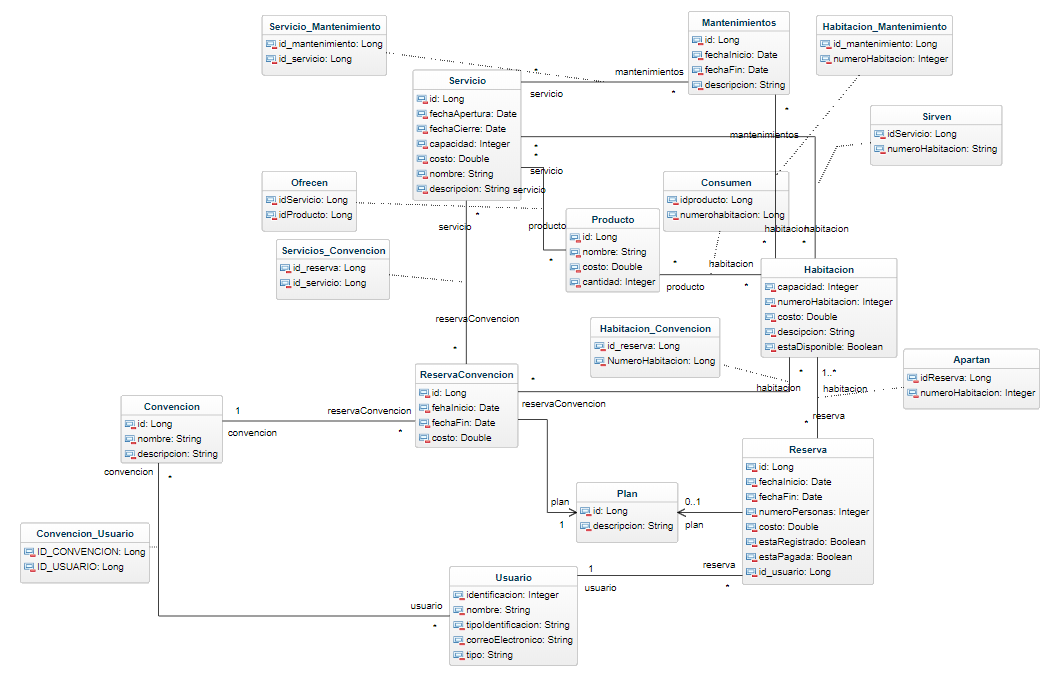 Servicio_Mantenimiento
id_mantenimiento: Long
id_servicio: Long
Mantenimientos
id: Long
fechaInicio: Date
fechaFin: Date
descripcion: String
Habitacion_Mantenimiento
id_mantenimiento: Long
numeroHabitacion: Integer
Servicio
id: Long
fechaApertura: Date
fechaCierre: Date
capacidad: Integer
costo: Double
nombre: String
descripcion: String
*
mantenimientos
servicio
*
*
mantenimientos
Sirven
idServicio: Long
numeroHabitacion: String
*
*
servicio
servicio
Ofrecen
idServicio: Long
idProducto: Long
Consumen
idproducto: Long
numerohabitacion: Long
*
servicio
producto
*
Producto
id: Long
nombre: String
costo: Double
cantidad: Integer
habitacion
habitacion
*
*
Servicios_Convencion
id_reserva: Long
id_servicio: Long
*
habitacion
producto
*
Habitacion
capacidad: Integer
numeroHabitacion: Integer
costo: Double
descipcion: String
estaDisponible: Boolean
reservaConvencion
*
Habitacion_Convencion
id_reserva: Long
NumeroHabitacion: Long
Apartan
idReserva: Long
numeroHabitacion: Integer
ReservaConvencion
id: Long
fehaInicio: Date
fechaFin: Date
costo: Double
*
reservaConvencion
*
habitacion
1..*
habitacion
reserva
*
Convencion
id: Long
nombre: String
descripcion: String
1
convencion
reservaConvencion
*
convencion
*
Reserva
id: Long
fechaInicio: Date
fechaFin: Date
numeroPersonas: Integer
costo: Double
estaRegistrado: Boolean
estaPagada: Boolean
id_usuario: Long
Plan
id: Long
descripcion: String
plan
1
0..1
plan
Convencion_Usuario
ID_CONVENCION: Long
ID_USUARIO: Long
Usuario
identificacion: Integer
nombre: String
tipoIdentificacion: String
correoElectronico: String
tipo: String
1
usuario
reserva
*
usuario
*